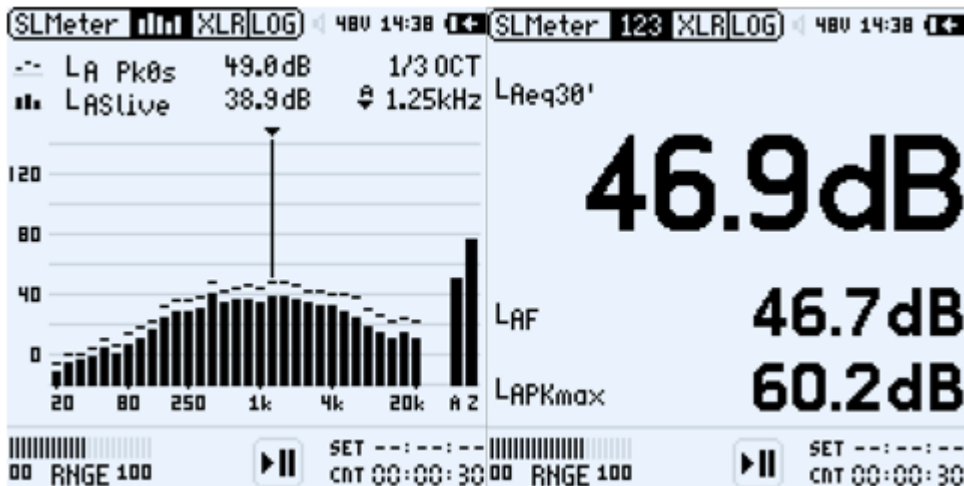 SLMeter XLR LOG 48V 14:38
LA Pk0s 49.0dB 1/3 OCT
LASlive 38.9dB 1.25kHz
120
80
40
0
20 80 250 1k 4k 20k A Z
SET --:--:--
00 RNGE 100 CNT 00:00:30
SLMeter 123 XLR LOG 48V 14:38
LAeq30'
46.9dB
LAF 46.7dB
LAPKmax 60.2dB
SET --:--:--
00 RNGE 100 CNT 00:00:30